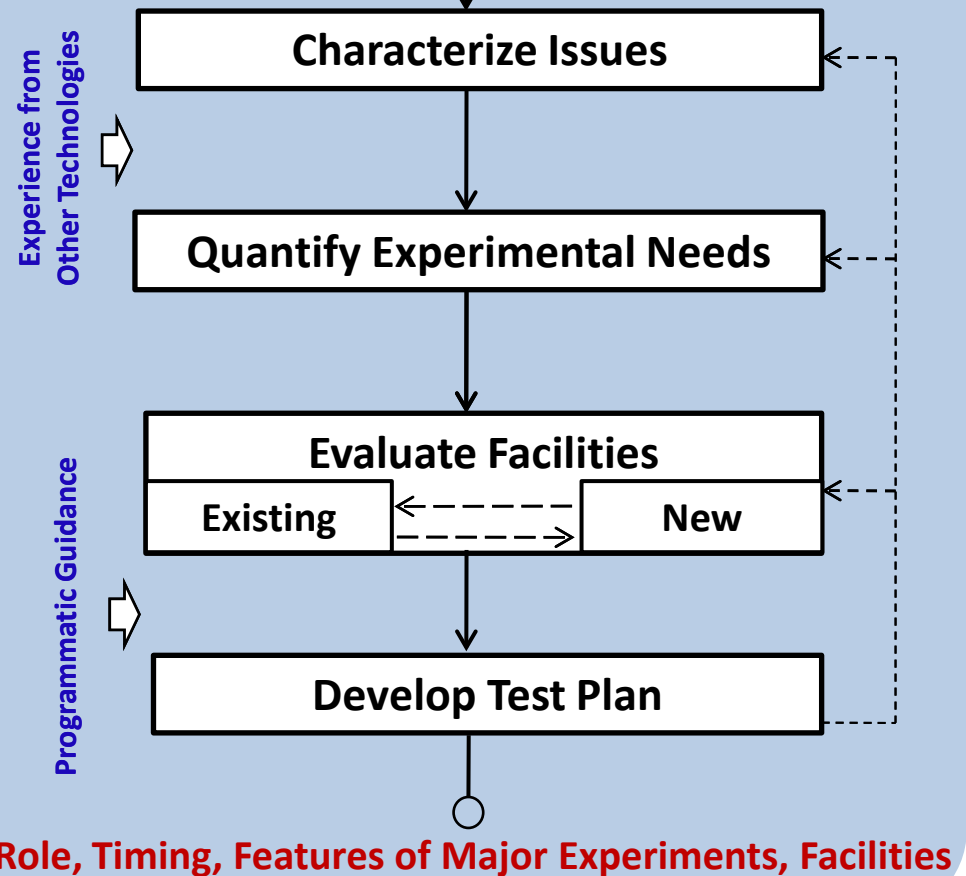 Characterize Issues
Experience from
Other Technologies
Quantify Experimental Needs
Evaluate Facilities
Existing
New
Programmatic Guidance
Develop Test Plan
Role, Timing, Features of Major Experiments, Facilities